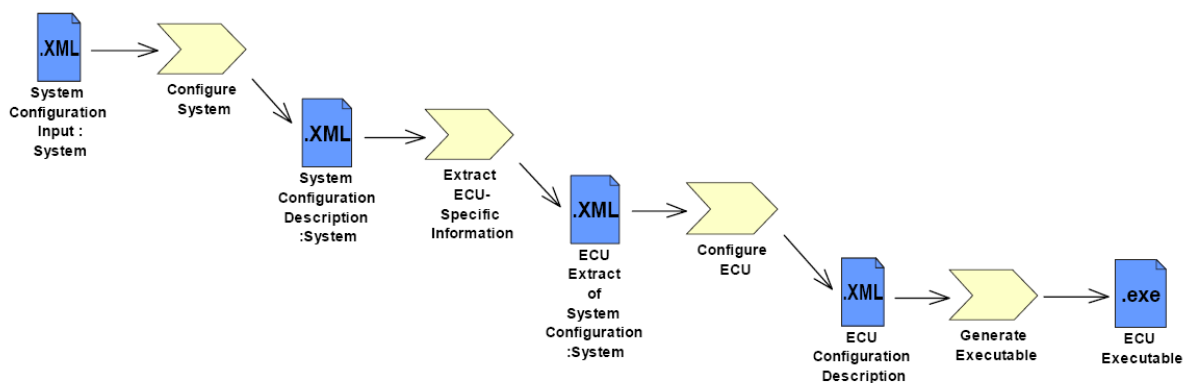 .XML
System
Configuration
Input :
System
Configure
System
.XML
System
Configuration
Description
:System
Extract
ECU-
Specific
Information
.XML
ECU
Extract
of
System
Configuration
:System
Configure
ECU
.XML
ECU
Configuration
Description
Generate
Executable
.exe
ECU
Executable